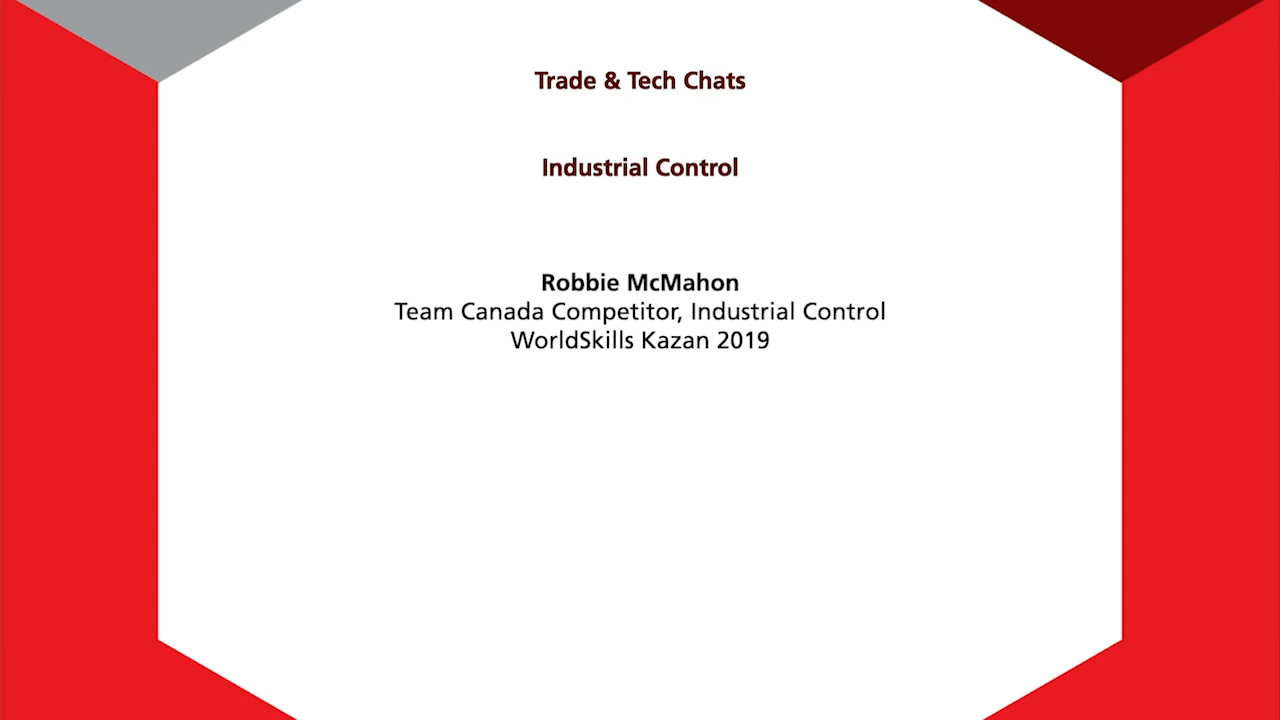 Trade & Tech Chats
Industrial Control
Robbie McMahon
Team Canada Competitor, Industrial Control
WorldSkills Kazan 2019